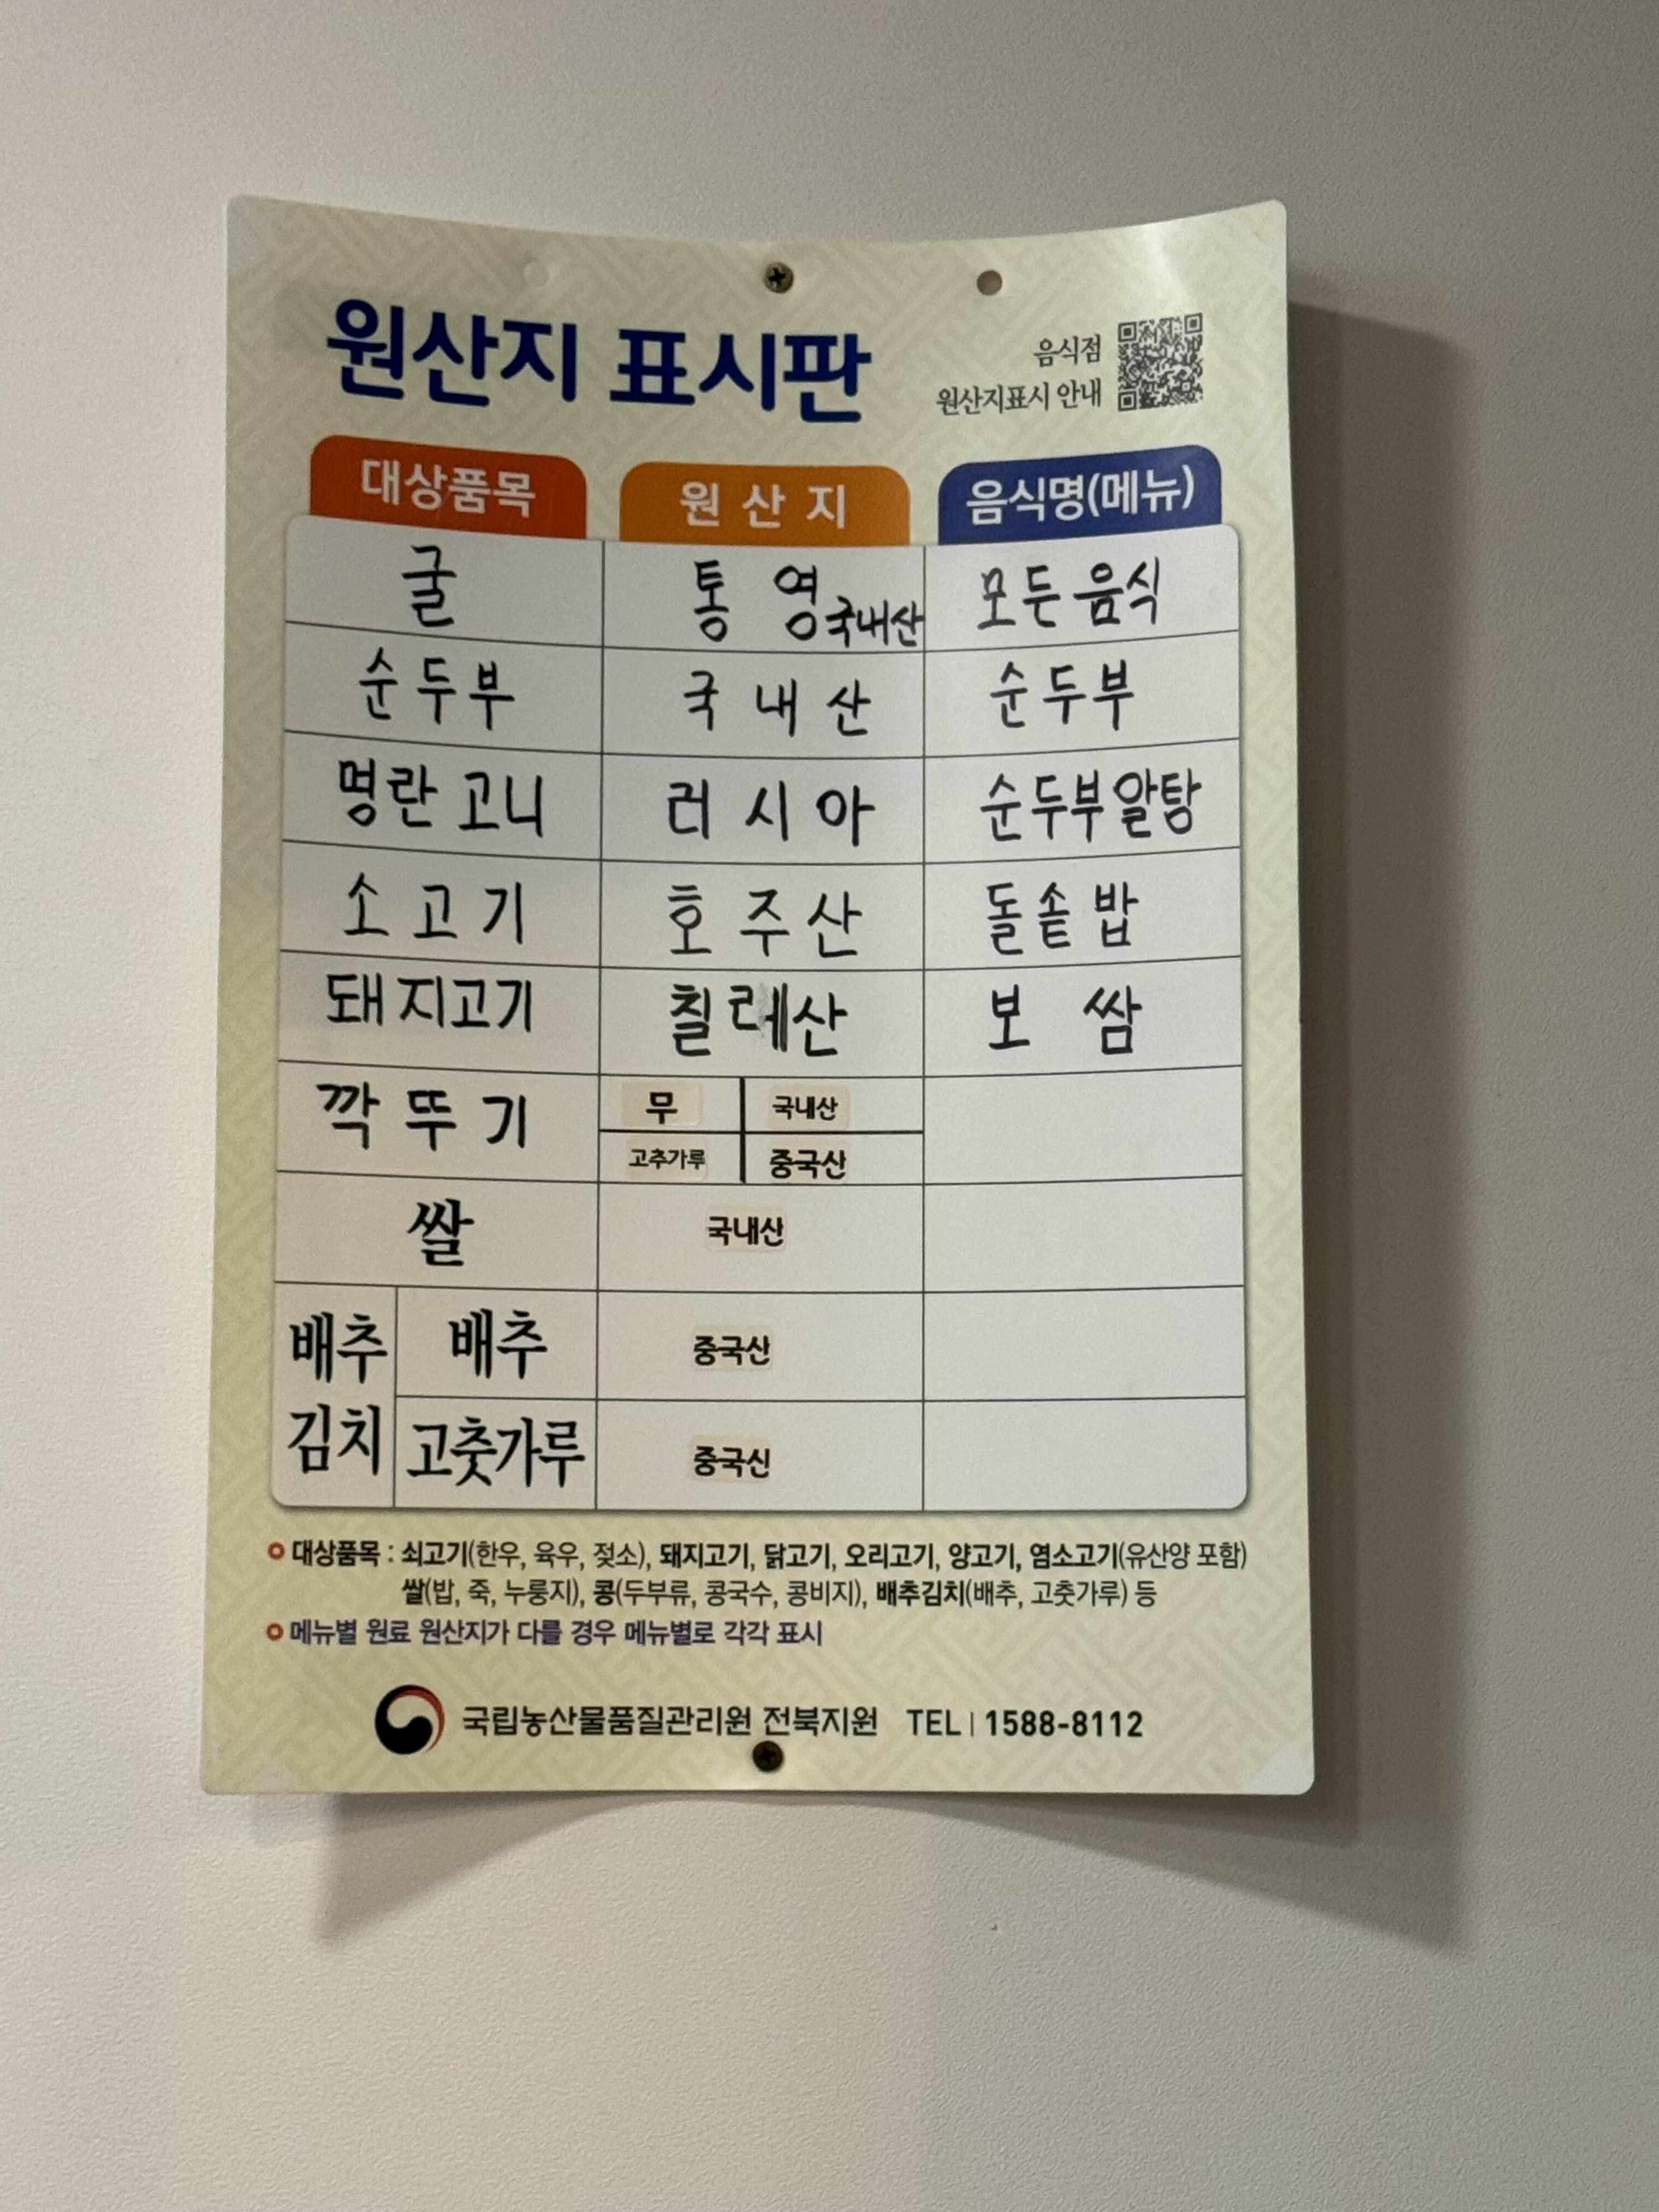 원산지 표시판
음식점
원산지표시 안내
대상품목 원산지 음식명(메뉴)
굴 통영 국내산 모든음식
순두부 국내산 순두부
명란고니 러시아 순두부알탕
소고기 호주산 돌솥밥
돼지고기 칠레산 보쌈
깍뚜기 무 국내산
고추가루 중국산
쌀 국내산
배추김치 배추 중국산
고춧가루 중국신
대상품목 : 쇠고기(한우, 육우, 젖소), 돼지고기, 닭고기, 오리고기, 양고기, 염소고기(유산양 포함)
쌀(밥, 죽, 누룽지), 콩(두부류, 콩국수, 콩비지), 배추김치(배추, 고춧가루) 등
메뉴별 원료 원산지가 다를 경우 메뉴별로 각각 표시
국립농산물품질관리원 전북지원 TEL | 1588-8112